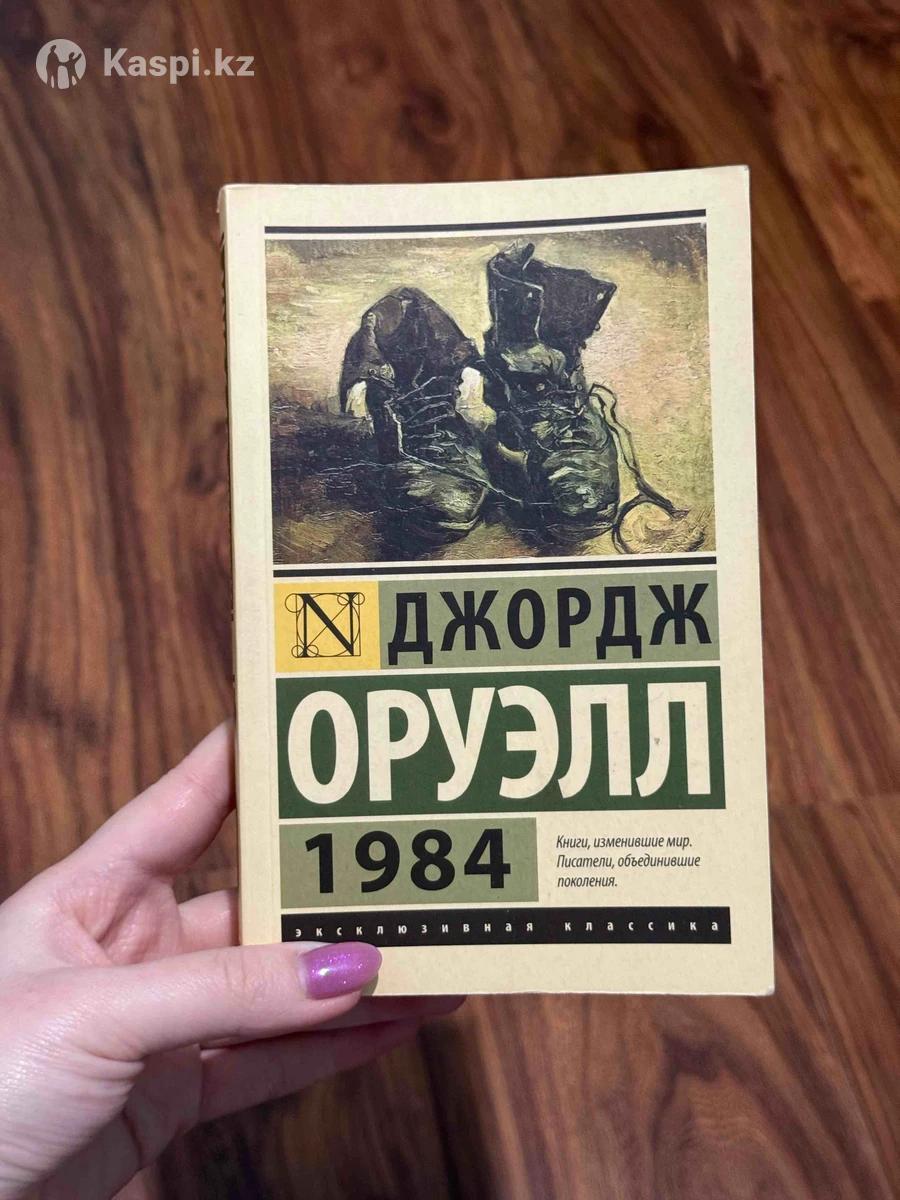 Kaspi.kz
N
ДЖОРДЖ
ОРУЭЛЛ
1984
Книги, изменившие мир.
Писатели, объединившие
поколения.
эксклюзивная классика